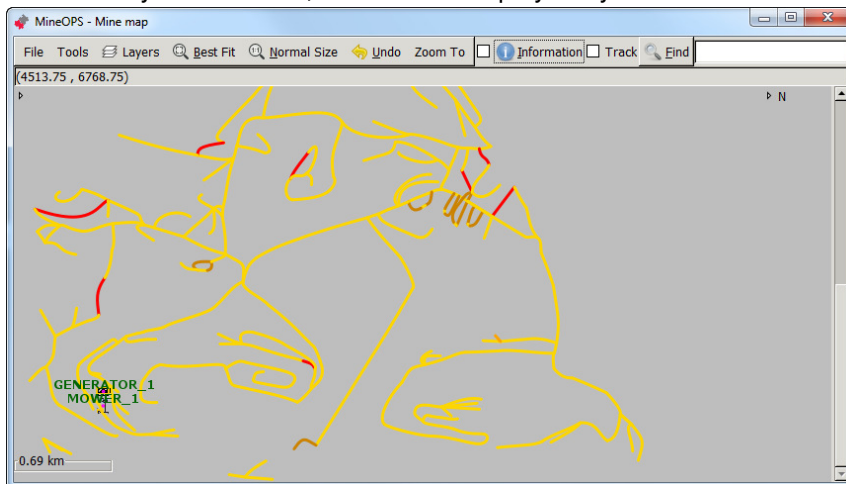 MineOPS - Mine map
File Tools Layers Best Fit Normal Size Undo Zoom To Information Track Find
(4513.75 , 6768.75)
N
GENERATOR_1
MOWER_1
0.69 km